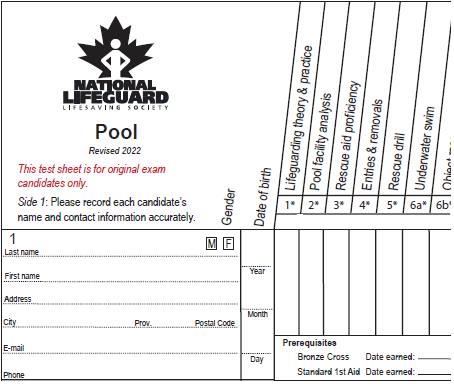 NATIONAL
LIFEGUARD
LIFESAVING SOCIETY
Pool
Revised 2022
This test sheet is for original exam
candidates only.
Side 1: Please record each candidate's
name and contact information accurately.
Gender
Date of birth
Lifeguarding theory & practice
Pool facility analysis
Rescue aid proficiency
Entries & removals
Rescue drill
Underwater swim
Object
1* 2* 3* 4* 5* 6a* 6b*
1
M F
Last name
First name
Address
City Prov. Postal Code
E-mail
Phone
Year
Month
Day
Prerequisites
Bronze Cross Date earned:
Standard 1st Aid Date earned: